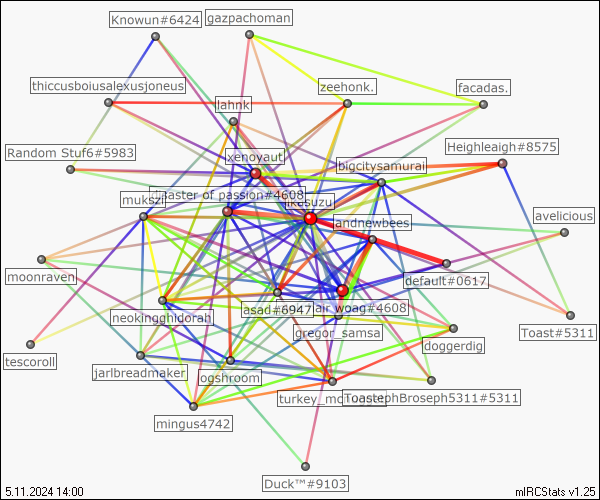 Knowun#6424
gazpachoman
thiccusboiusalexusjoneus
zeehonk.
facadas.
lahnk
Random Stuf6#5983
xenoyaut
Heighleaigh#8575
bigcitysamurai
mukszi
master of passion#4608
kesuzu
avelicious
andnewbees
moonraven
default#0617
neokingghidorah
asad#6947
air_woag#4608
Toast#5311
gregor_samsa
doggerdig
tescoroll
jarlbreadmaker
ogshroom
turkey_mc
ToastephBroseph5311#5311
mingus4742
Duck™#9103
5.11.2024 14:00
mIRCStats v1.25